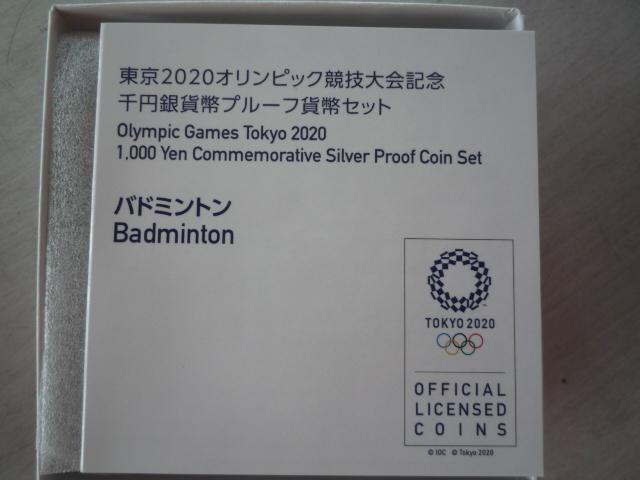 東京2020オリンピック競技大会記念
千円銀貨幣プルーフ貨幣セット
Olympic Games Tokyo 2020
1,000 Yen Commemorative Silver Proof Coin Set
バドミントン
Badminton
TOKYO 2020
OFFICIAL
LICENSED
COINS
© IOC © Tokyo 2020